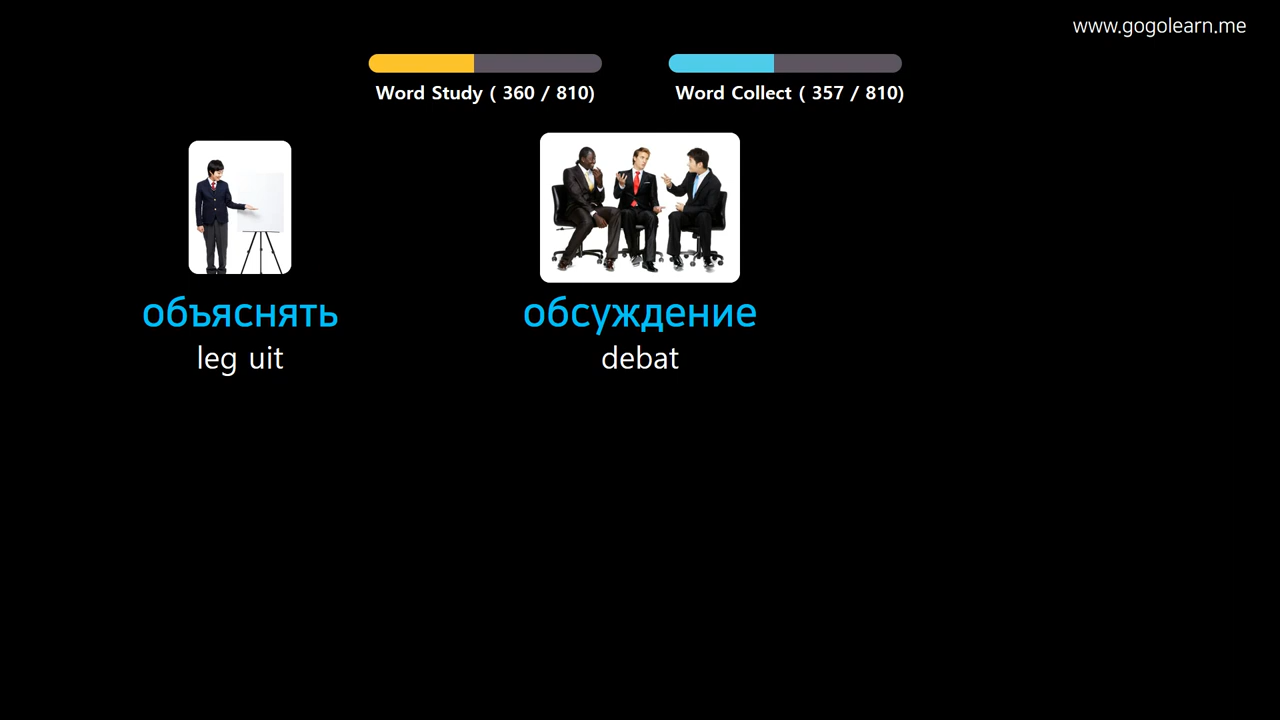 www.gogolearn.me
Word Study ( 360 / 810)
Word Collect ( 357 / 810)
объяснять
leg uit
обсуждение
debat